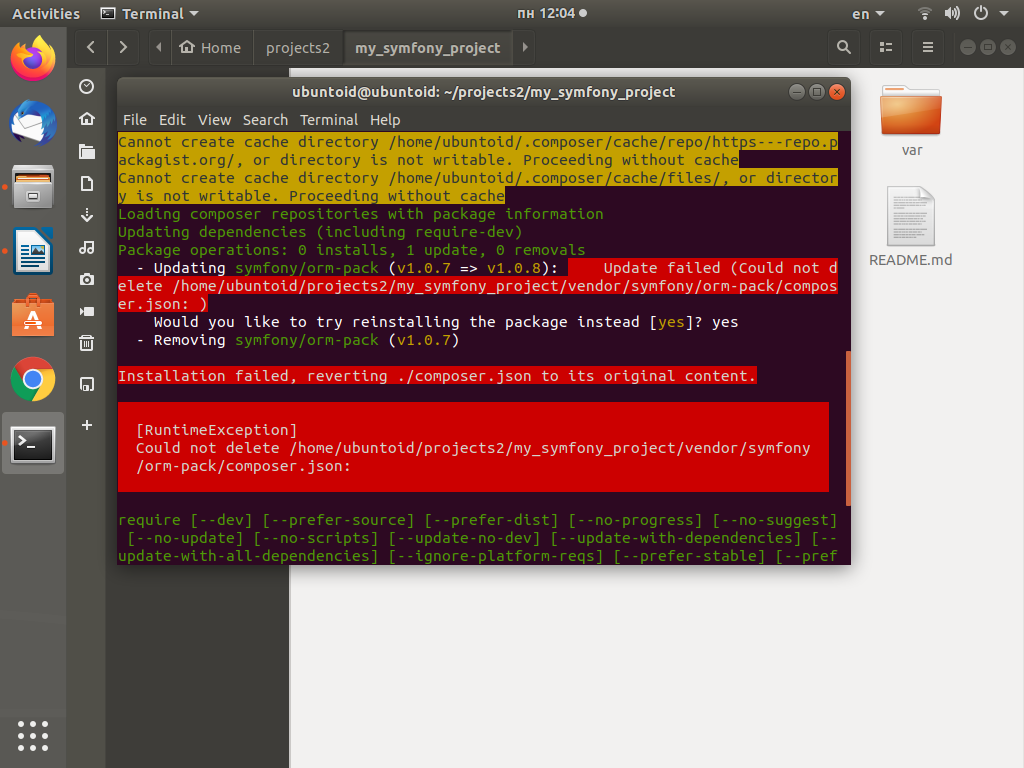 Activities Terminal пн 12:04 en
Home projects2 my_symfony_project
ubuntoid@ubuntoid: ~/projects2/my_symfony_project
File Edit View Search Terminal Help
Cannot create cache directory /home/ubuntoid/.composer/cache/repo/https---repo.p
ackagist.org/, or directory is not writable. Proceeding without cache
Cannot create cache directory /home/ubuntoid/.composer/cache/files/, or director
y is not writable. Proceeding without cache
Loading composer repositories with package information
Updating dependencies (including require-dev)
Package operations: 0 installs, 1 update, 0 removals
- Updating symfony/orm-pack (v1.0.7 => v1.0.8): Update failed (Could not d
elete /home/ubuntoid/projects2/my_symfony_project/vendor/symfony/orm-pack/compos
er.json: )
Would you like to try reinstalling the package instead [yes]? yes
- Removing symfony/orm-pack (v1.0.7)
Installation failed, reverting ./composer.json to its original content.
[RuntimeException]
Could not delete /home/ubuntoid/projects2/my_symfony_project/vendor/symfony
/orm-pack/composer.json:
require [--dev] [--prefer-source] [--prefer-dist] [--no-progress] [--no-suggest]
[--no-update] [--no-scripts] [--update-no-dev] [--update-with-dependencies] [--
update-with-all-dependencies] [--ignore-platform-reqs] [--prefer-stable] [--pref
var
README.md